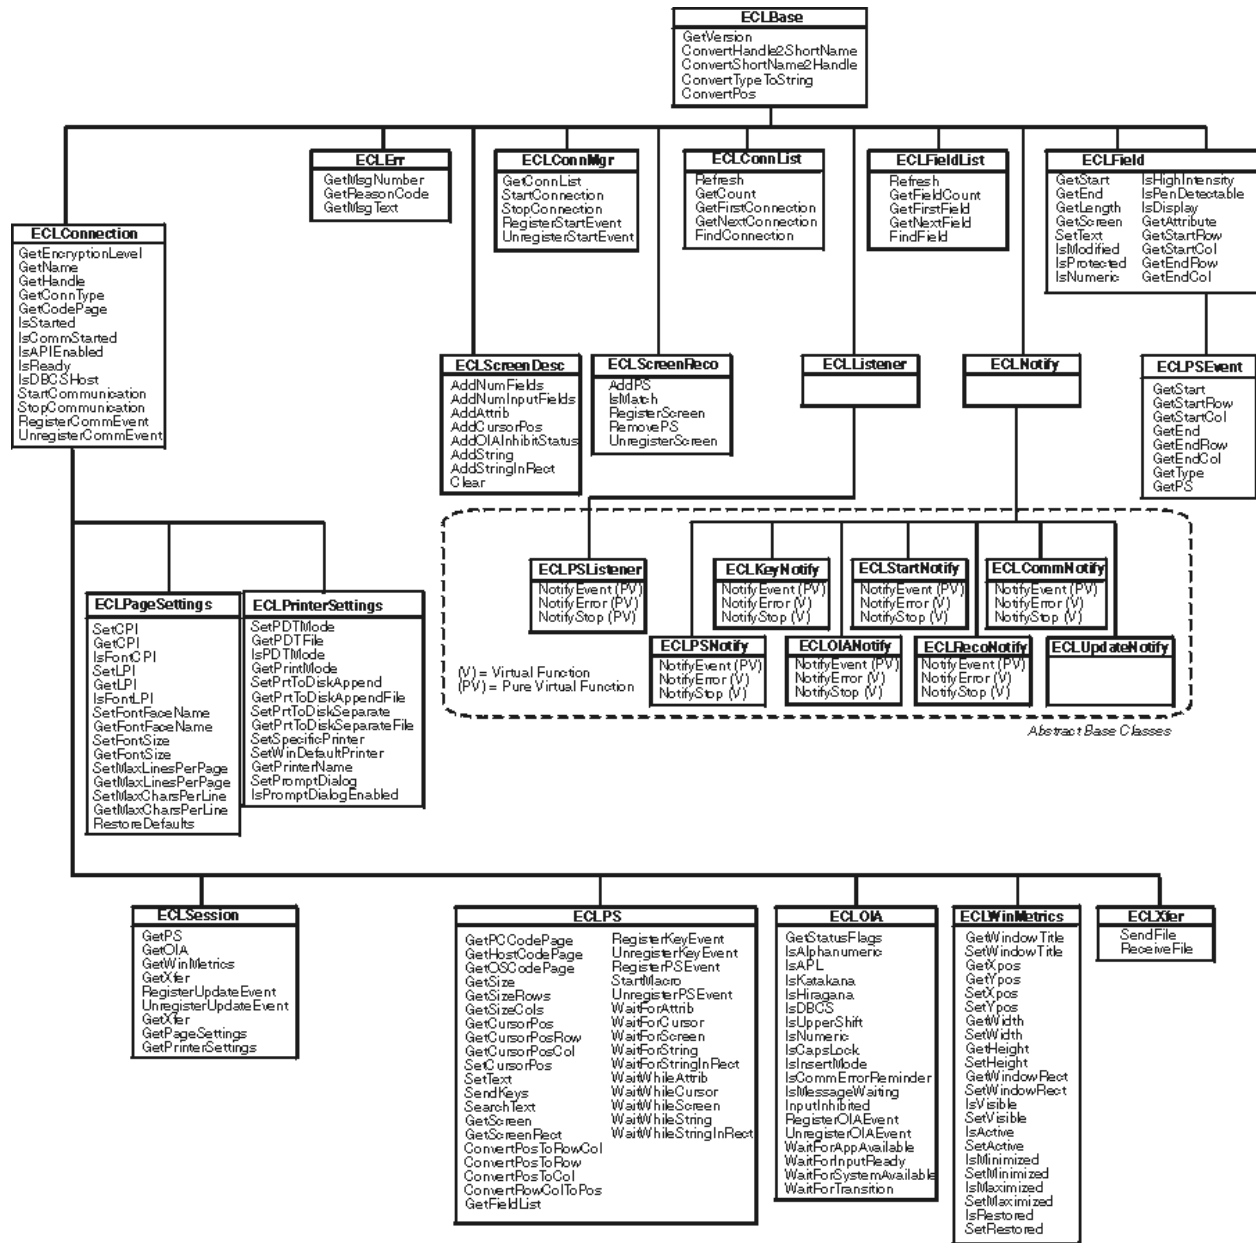 ECLBase
GetVersion
ConvertHandle2ShortName
ConvertShortName2Handle
ConvertTypeToString
ConvertPos
ECLErr
GetMsgNumber
GetReasonCode
GetMsgText
ECLConnMgr
GetConnList
StartConnection
StopConnection
RegisterStartEvent
UnregisterStartEvent
ECLConnList
Refresh
GetCount
GetFirstConnection
GetNextConnection
FindConnection
ECLFieldList
Refresh
GetFieldCount
GetFirstField
GetNextField
FindField
ECLField
GetStart
GetEnd
GetLength
GetScreen
SetText
IsModified
IsProtected
IsNumeric
IsHighIntensity
IsPenDetectable
IsDisplay
GetAttribute
GetStartRow
GetStartCol
GetEndRow
GetEndCol
ECLConnection
GetEncryptionLevel
GetName
GetHandle
GetConnType
GetCodePage
IsStarted
IsCommStarted
IsAPIEnabled
IsReady
IsDBCSHost
StartCommunication
StopCommunication
RegisterCommEvent
UnregisterCommEvent
ECLScreenDesc
AddNumFields
AddNumInputFields
AddAttrib
AddCursorPos
AddOIAInhibitStatus
AddString
AddStringInRect
Clear
ECLScreenReco
AddPS
IsMatch
RegisterScreen
RemovePS
UnregisterScreen
ECLListener
ECLNotify
ECLPSEvent
GetStart
GetStartRow
GetStartCol
GetEnd
GetEndRow
GetEndCol
GetType
GetPS
ECLPSListener
NotifyEvent (PV)
NotifyError (PV)
NotifyStop (PV)
ECLKeyNotify
NotifyEvent (PV)
NotifyError (V)
NotifyStop (V)
ECLStartNotify
NotifyEvent (PV)
NotifyError (V)
NotifyStop (V)
ECLCommNotify
NotifyEvent (PV)
NotifyError (V)
NotifyStop (V)
ECLPSNotify
NotifyEvent (PV)
NotifyError (V)
NotifyStop (V)
ECLOIANotify
NotifyEvent (PV)
NotifyError (V)
NotifyStop (V)
ECLRecoNotify
NotifyEvent (PV)
NotifyError (V)
NotifyStop (V)
ECLUpdateNotify
(V) = Virtual Function
(PV) = Pure Virtual Function
Abstract Base Classes
ECLPageSettings
SetCPI
GetCPI
IsFontCPI
SetLPI
GetLPI
IsFontLPI
SetFontFaceName
GetFontFaceName
SetFontSize
GetFontSize
SetMaxLinesPerPage
GetMaxLinesPerPage
SetMaxCharsPerLine
GetMaxCharsPerLine
RestoreDefaults
ECLPrinterSettings
SetPDTMode
GetPDTFile
IsPDTMode
GetPrintMode
SetPrtToDiskAppend
GetPrtToDiskAppendFile
SetPrtToDiskSeparate
GetPrtToDiskSeparateFile
SetSpecificPrinter
SetWinDefaultPrinter
GetPrinterName
SetPromptDialog
IsPromptDialogEnabled
ECLSession
GetPS
GetOIA
GetWinMetrics
GetXfer
RegisterUpdateEvent
UnregisterUpdateEvent
GetXfer
GetPageSettings
GetPrinterSettings
ECLPS
GetPCCodePage
GetHostCodePage
GetOSCodePage
GetSize
GetSizeRows
GetSizeCols
GetCursorPos
GetCursorPosRow
GetCursorPosCol
SetCursorPos
SetText
SendKeys
SearchText
GetScreen
GetScreenRect
ConvertPosToRowCol
ConvertPosToRow
ConvertPosToCol
ConvertRowColToPos
GetFieldList
RegisterKeyEvent
UnregisterKeyEvent
RegisterPSEvent
StartMacro
UnregisterPSEvent
WaitForAttrib
WaitForCursor
WaitForScreen
WaitForString
WaitForStringInRect
WaitWhileAttrib
WaitWhileCursor
WaitWhileScreen
WaitWhileString
WaitWhileStringInRect
ECLOIA
GetStatusFlags
IsAlphanumeric
IsAPL
IsKatakana
IsHiragana
IsDBCS
IsUpperShift
IsNumeric
IsCapsLock
IsInsertMode
IsCommErrorReminder
IsMessageWaiting
InputInhibited
RegisterOIAEvent
UnregisterOIAEvent
WaitForAppAvailable
WaitForInputReady
WaitForSystemAvailable
WaitForTransition
ECLWinMetrics
GetWindowTitle
SetWindowTitle
GetXpos
GetYpos
SetXpos
SetYpos
GetWidth
SetWidth
GetHeight
SetHeight
GetWindowRect
SetWindowRect
IsVisible
SetVisible
IsActive
SetActive
IsMinimized
SetMinimized
IsMaximized
SetMaximized
IsRestored
SetRestored
ECLXfer
SendFile
ReceiveFile